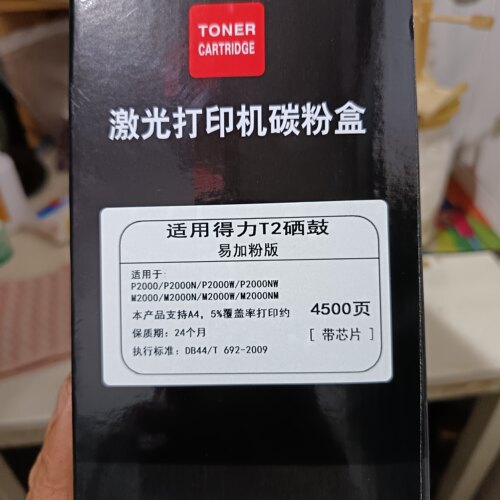 TONER
CARTRIDGE
激光打印机碳粉盒
适用得力T2硒鼓
易加粉版
适用于:
P2000/P2000N/P2000W/P2000NW
M2000/M2000N/M2000W/M2000NM
本产品支持A4, 5%覆盖率打印约 4500页
保质期: 24个月 [ 带芯片 ]
执行标准: DB44/T 692-2009